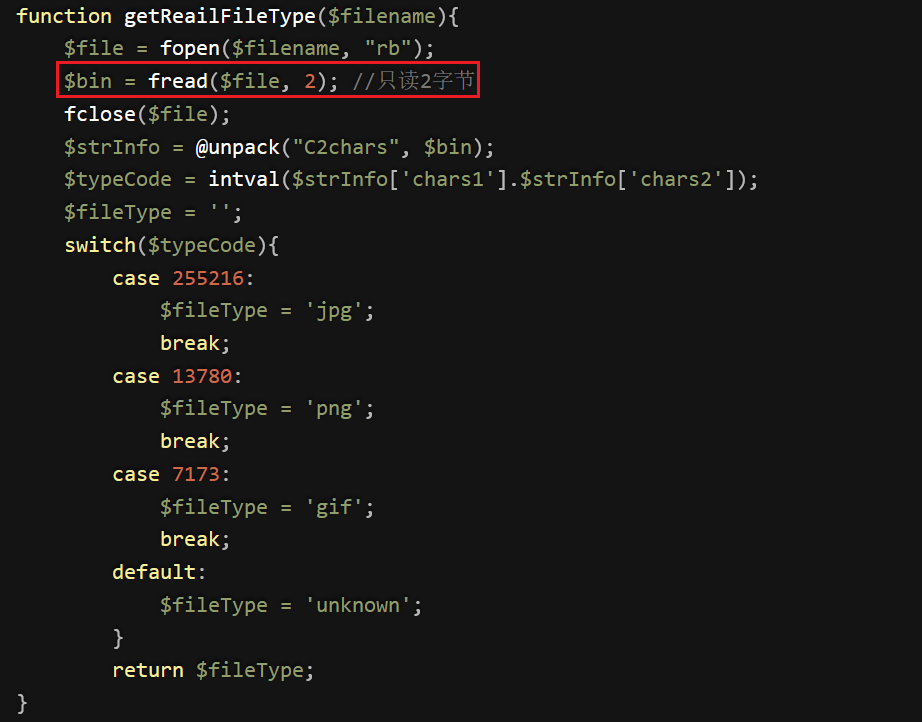 function getReailFileType($filename){
    $file = fopen($filename, "rb");
    $bin = fread($file, 2); //只读2字节
    fclose($file);
    $strInfo = @unpack("C2chars", $bin);
    $typeCode = intval($strInfo['chars1'].$strInfo['chars2']);
    $fileType = '';
    switch($typeCode){
        case 255216:
            $fileType = 'jpg';
            break;
        case 13780:
            $fileType = 'png';
            break;
        case 7173:
            $fileType = 'gif';
            break;
        default:
            $fileType = 'unknown';
        }
        return $fileType;
}